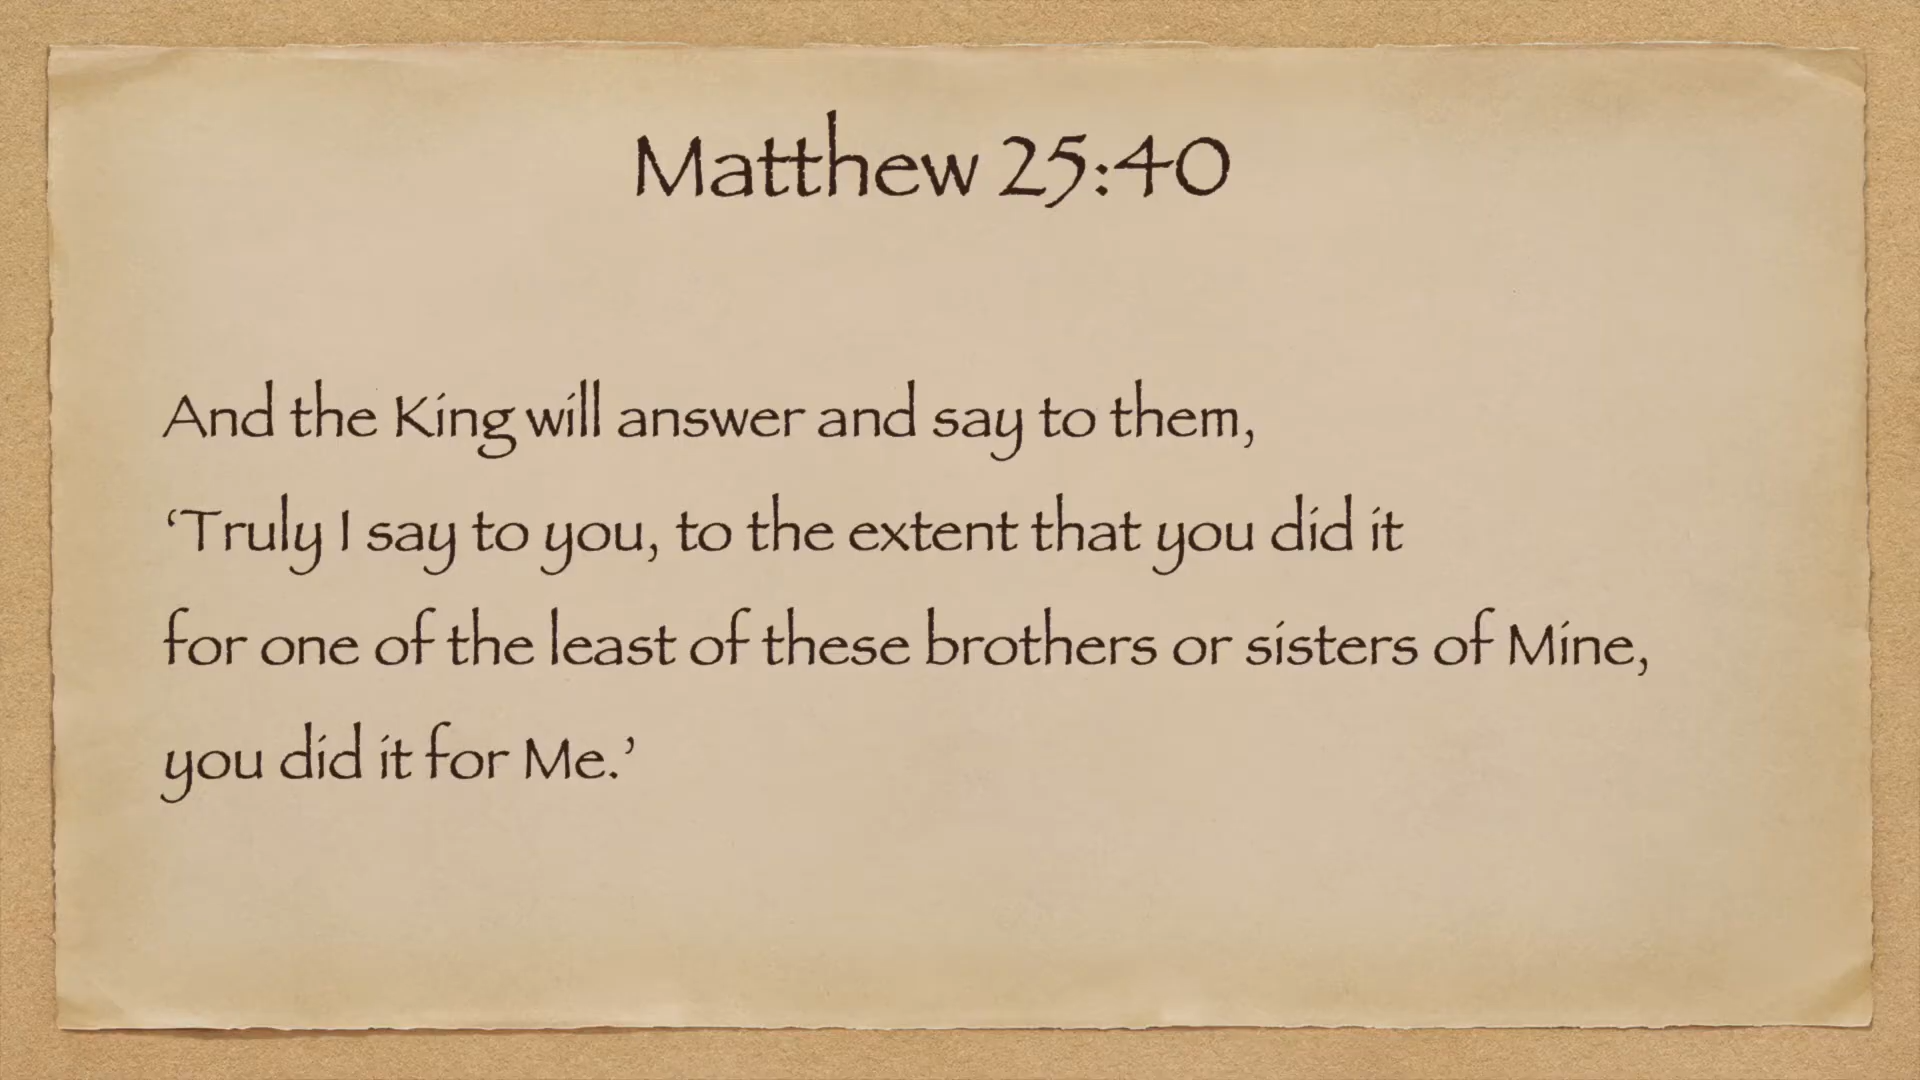 Matthew 25:40
And the King will answer and say to them,
‘Truly I say to you, to the extent that you did it
for one of the least of these brothers or sisters of Mine,
you did it for Me.’